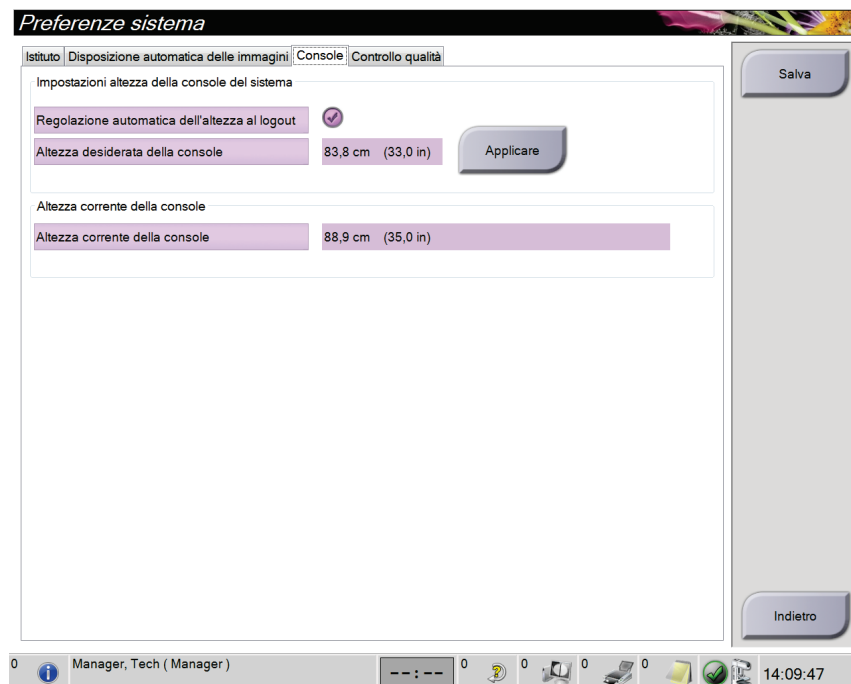 Preferenze sistema
Istituto Disposizione automatica delle immagini Console Controllo qualità
Salva
Impostazioni altezza della console del sistema
Regolazione automatica dell'altezza al logout
Altezza desiderata della console 83,8 cm (33,0 in) Applicare
Altezza corrente della console
Altezza corrente della console 88,9 cm (35,0 in)
Indietro
0 Manager, Tech ( Manager ) --:-- 0 0 0 0 14:09:47